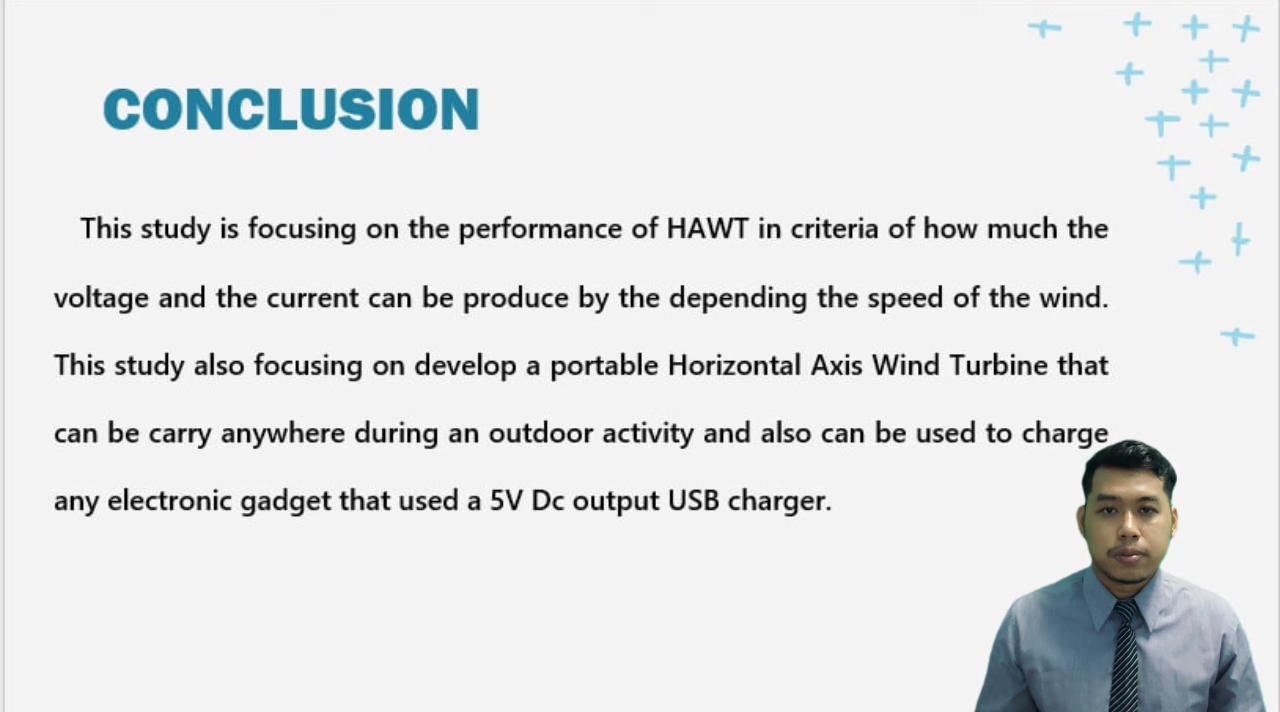 CONCLUSION
This study is focusing on the performance of HAWT in criteria of how much the
voltage and the current can be produce by the depending the speed of the wind.
This study also focusing on develop a portable Horizontal Axis Wind Turbine that
can be carry anywhere during an outdoor activity and also can be used to charge
any electronic gadget that used a 5V Dc output USB charger.